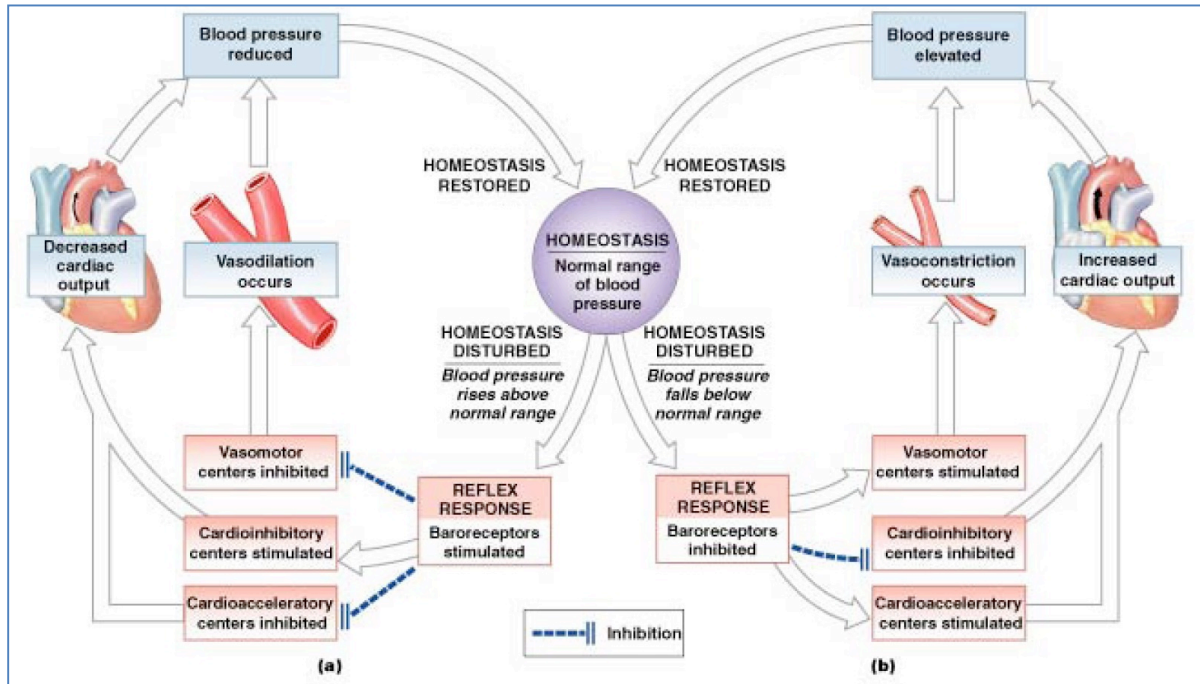 Blood pressure
reduced
Blood pressure
elevated
HOMEOSTASIS
RESTORED
HOMEOSTASIS
RESTORED
HOMEOSTASIS
Normal range
of blood
pressure
Decreased
cardiac
output
Vasodilation
occurs
Vasoconstriction
occurs
Increased
cardiac output
HOMEOSTASIS
DISTURBED
Blood pressure
rises above
normal range
HOMEOSTASIS
DISTURBED
Blood pressure
falls below
normal range
Vasomotor
centers inhibited
REFLEX
RESPONSE
Baroreceptors
stimulated
Cardioinhibitory
centers stimulated
Cardioacceleratory
centers inhibited
REFLEX
RESPONSE
Baroreceptors
inhibited
Vasomotor
centers stimulated
Cardioinhibitory
centers inhibited
Cardioacceleratory
centers stimulated
Inhibition
(a)
(b)